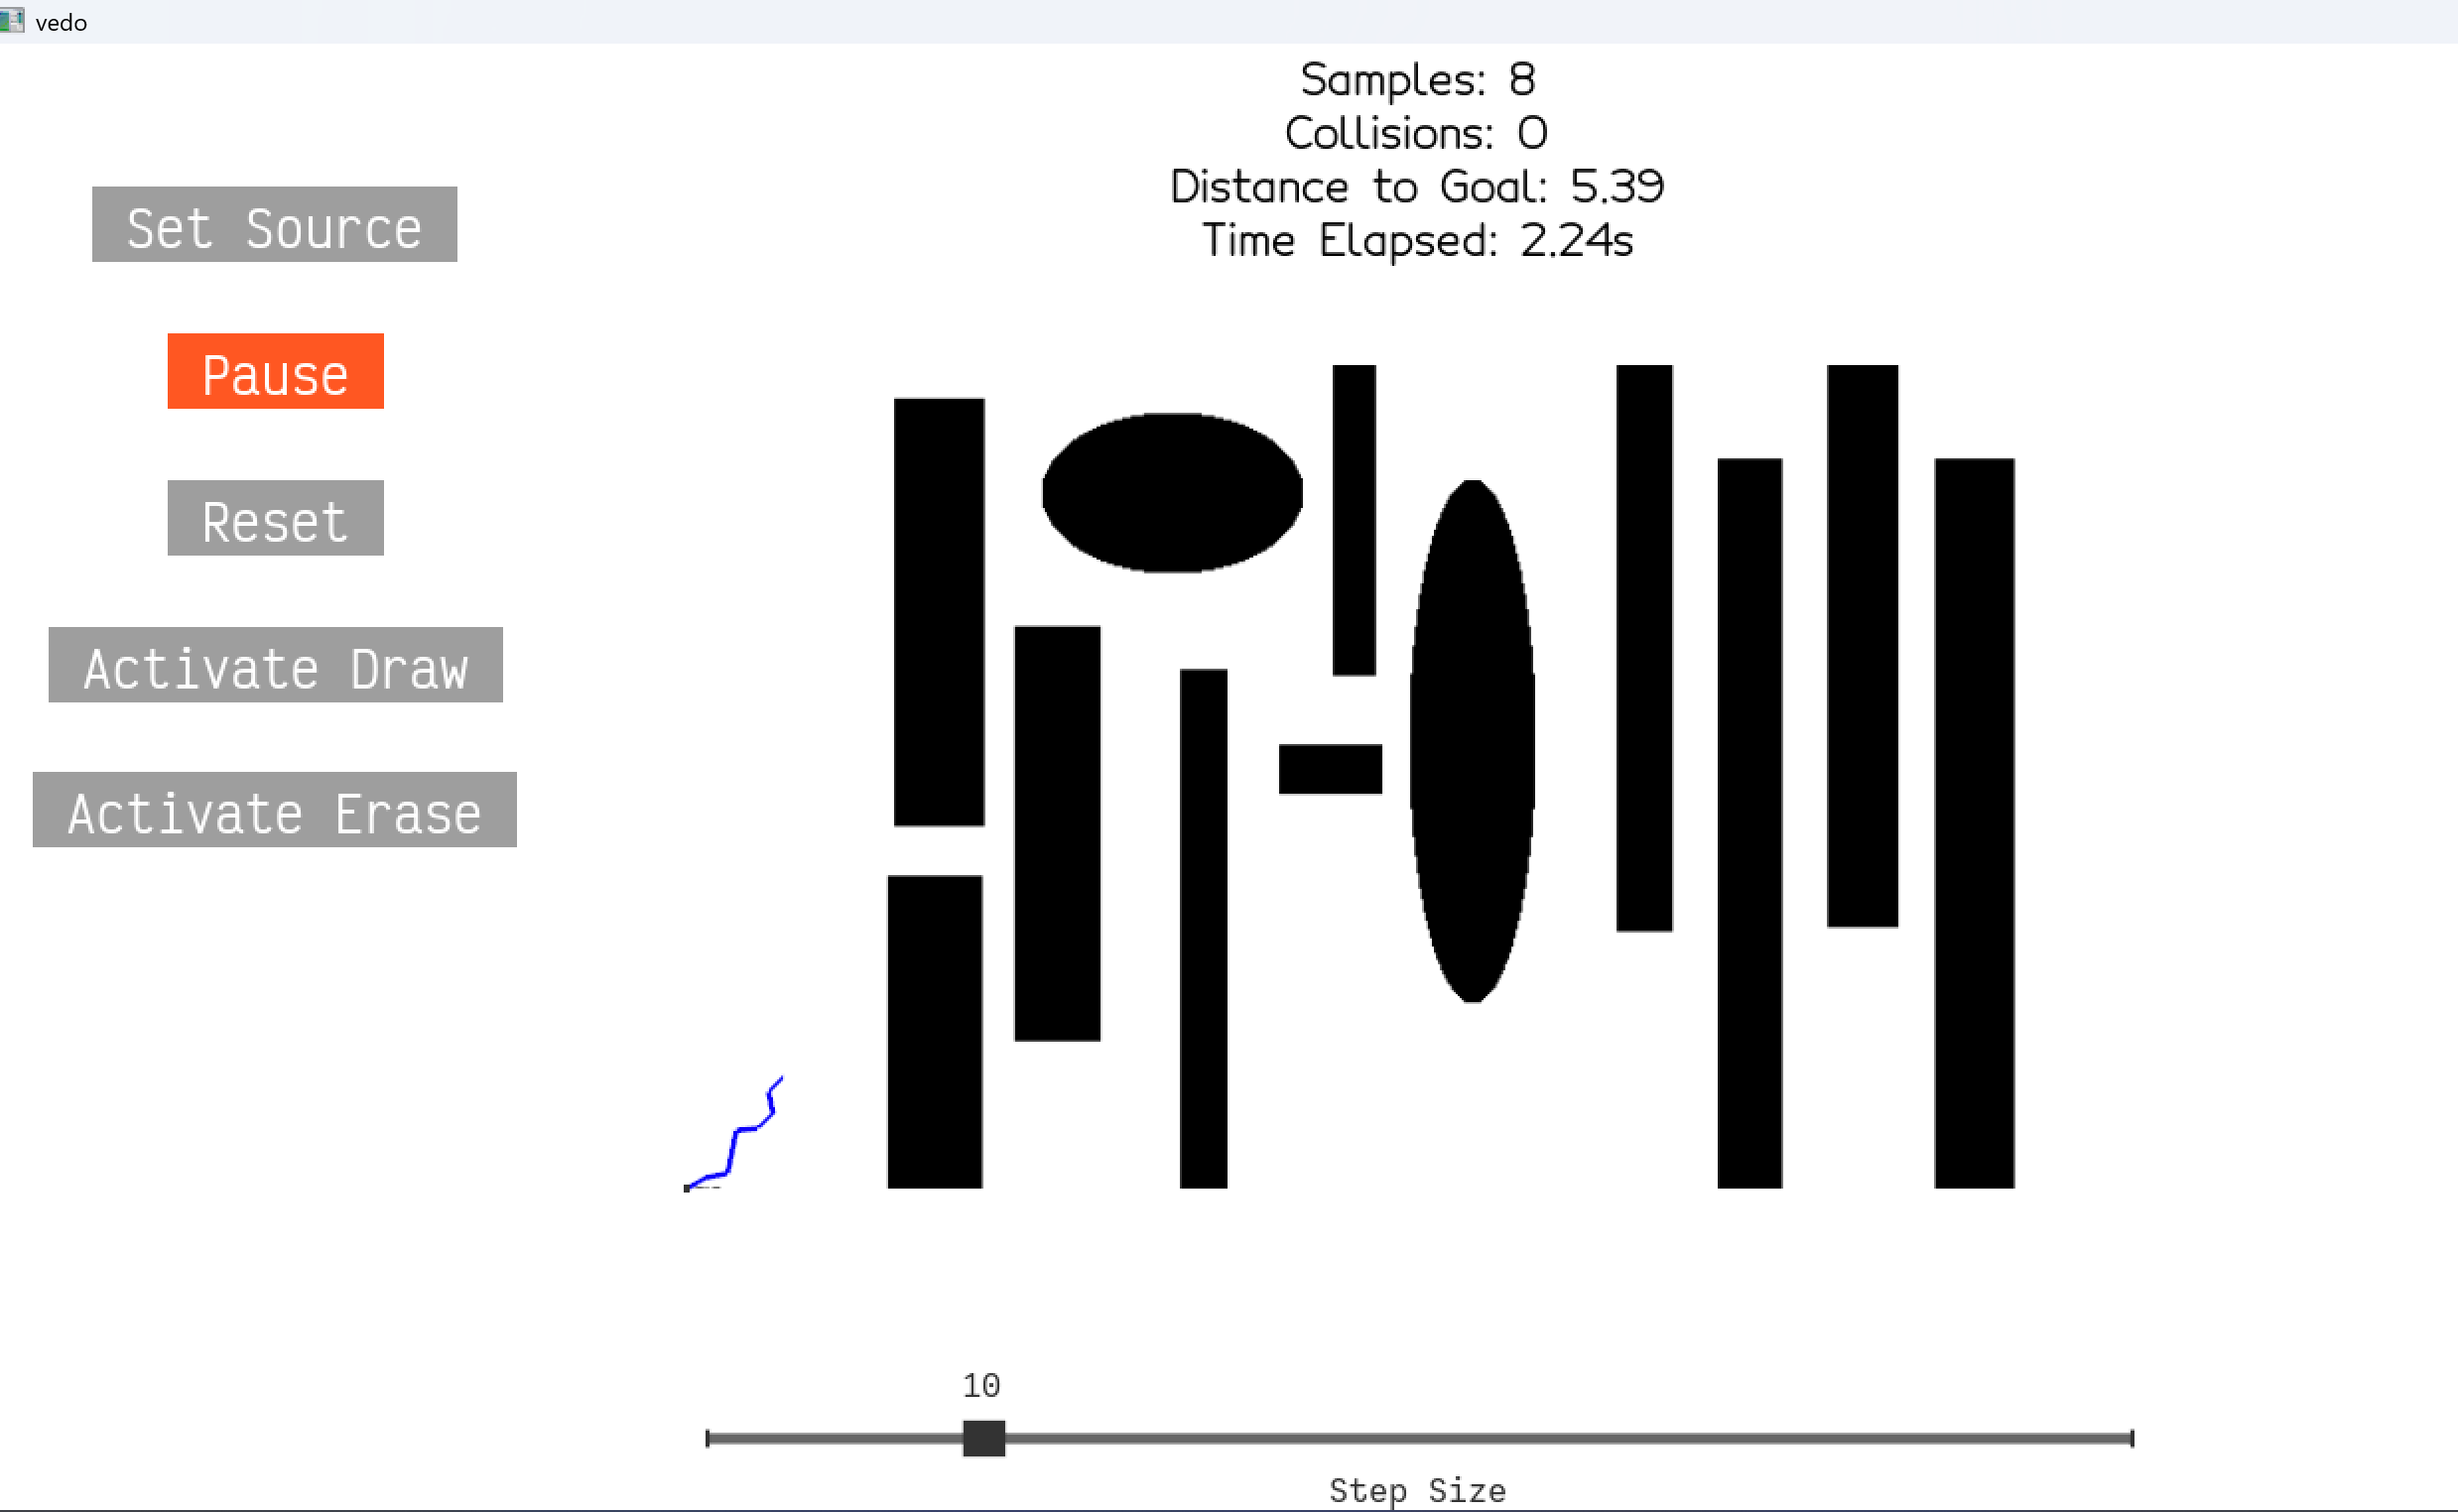 vedo
Samples: 8
Collisions: 0
Distance to Goal: 5.39
Time Elapsed: 2.24s
Set Source
Pause
Reset
Activate Draw
Activate Erase
10
Step Size